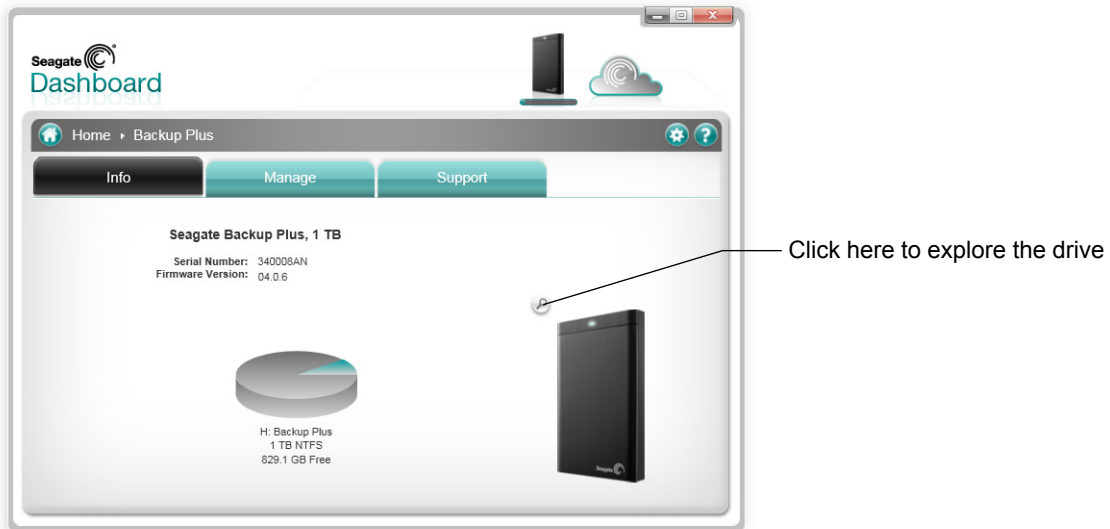 Seagate
Dashboard
Home ▸ Backup Plus
?
Info
Manage
Support
Seagate Backup Plus, 1 TB
Serial Number: 340008AN
Firmware Version: 04.0.6
Click here to explore the drive
H: Backup Plus
1 TB NTFS
829.1 GB Free
Seagate